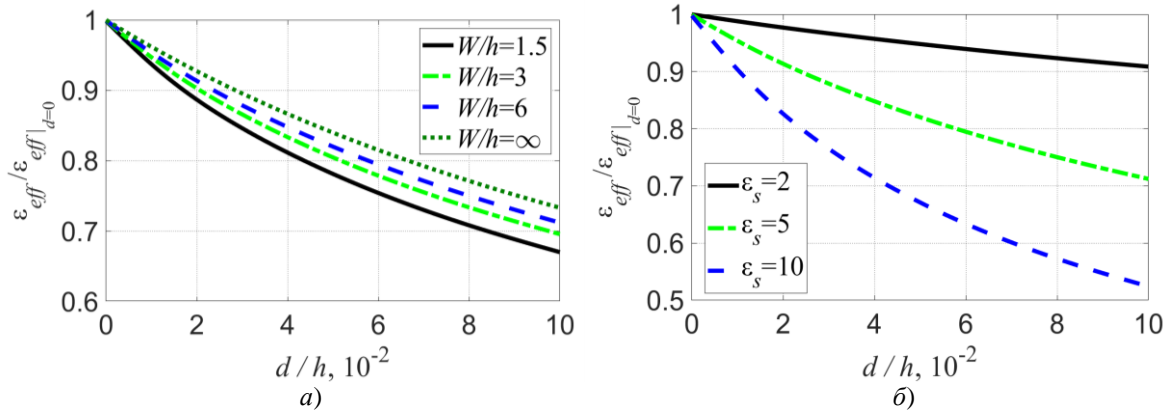 1
0.9
0.8
0.7
0.6
0 2 4 6 8 10
ε_eff/ε_eff|_{d=0}
d / h, 10^{-2}
W/h=1.5
W/h=3
W/h=6
W/h=∞
а)
1
0.9
0.8
0.7
0.6
0.5
0 2 4 6 8 10
ε_eff/ε_eff|_{d=0}
d / h, 10^{-2}
ε_s=2
ε_s=5
ε_s=10
б)